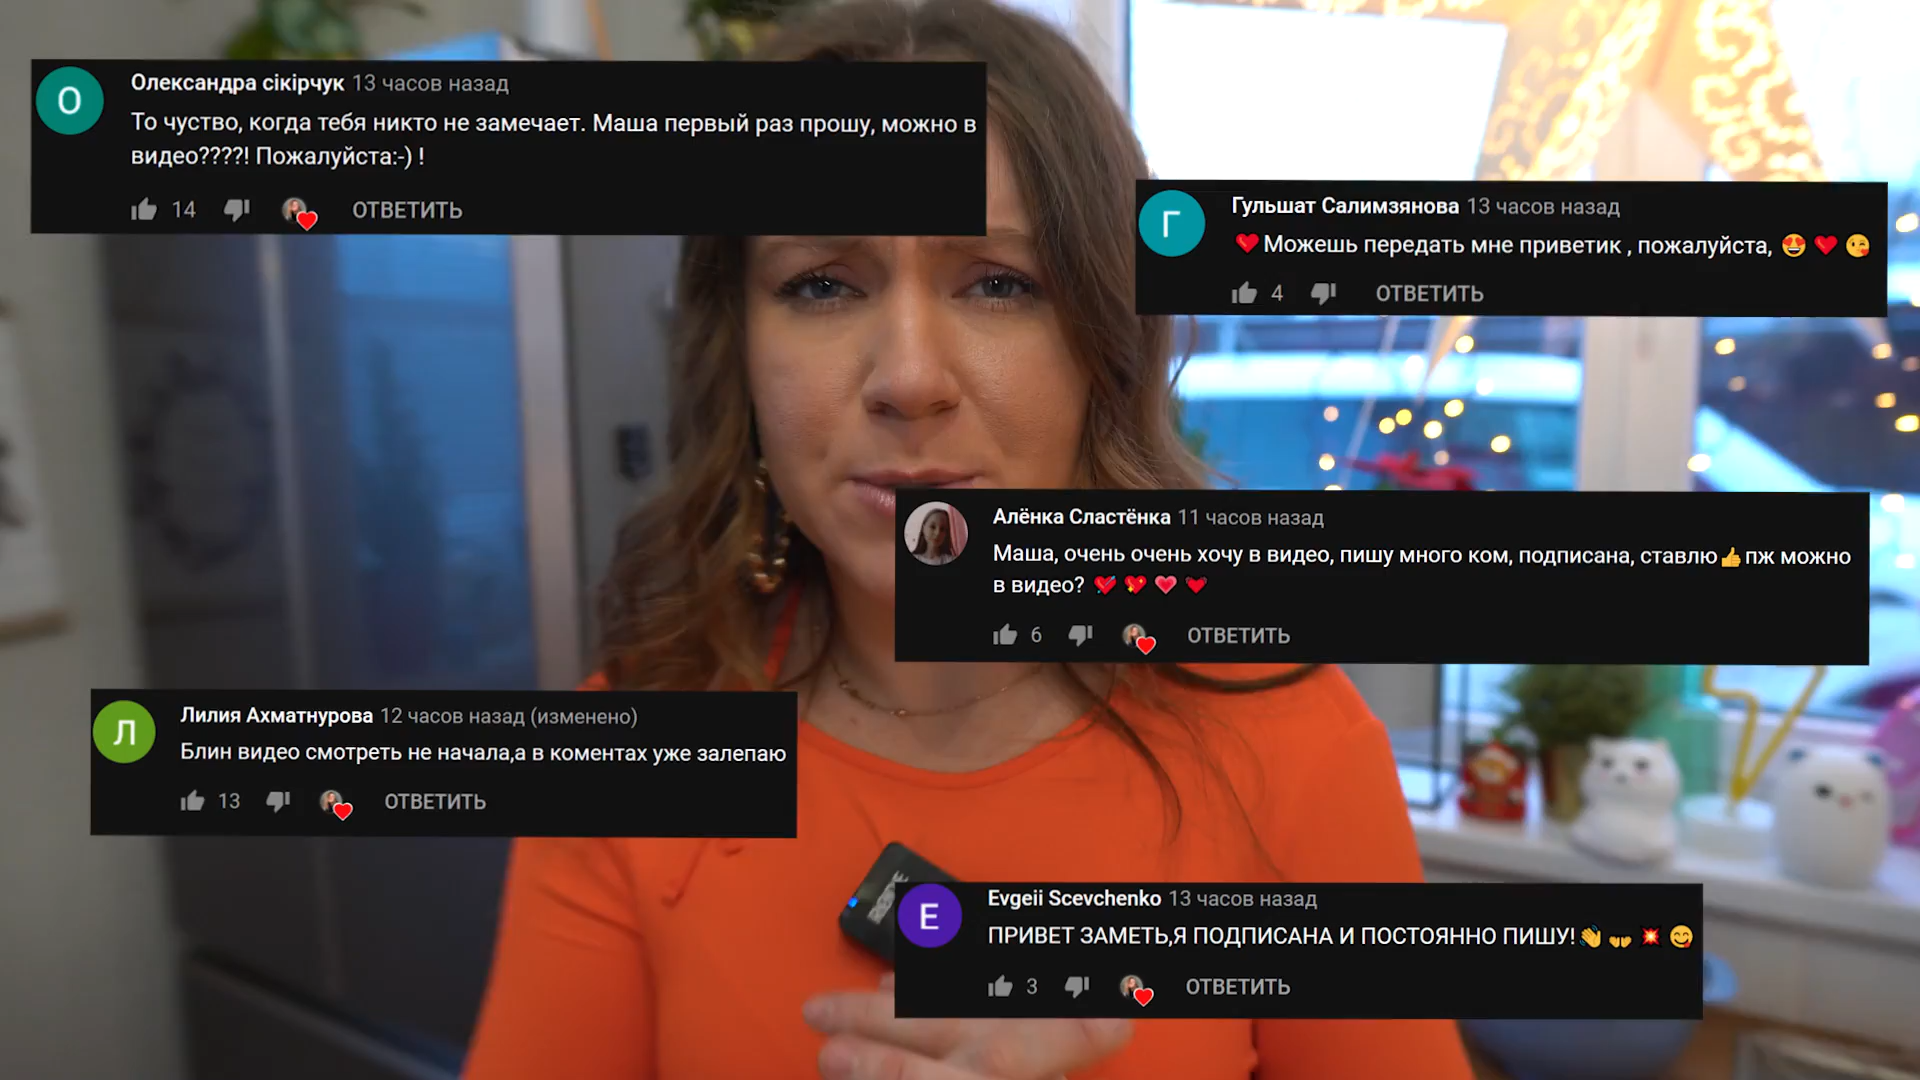 О
Олександра сікірчук 13 часов назад
То чуство, когда тебя никто не замечает. Маша первый раз прошу, можно в
видео????! Пожалуйста:-) !
14 ОТВЕТИТЬ
Г
Гульшат Салимзянова 13 часов назад
❤️Можешь передать мне приветик , пожалуйста, 😍 ❤️ 😘
4 ОТВЕТИТЬ
Алёнка Сластёнка 11 часов назад
Маша, очень очень хочу в видео, пишу много ком, подписана, ставлю👍пж можно
в видео? 💘 💖 💗 💓
6 ОТВЕТИТЬ
Л
Лилия Ахматнурова 12 часов назад (изменено)
Блин видео смотреть не начала,а в коментах уже залепаю
13 ОТВЕТИТЬ
E
Evgeii Scevchenko 13 часов назад
ПРИВЕТ ЗАМЕТЬ,Я ПОДПИСАНА И ПОСТОЯННО ПИШУ!👋 👐 💥 😋
3 ОТВЕТИТЬ